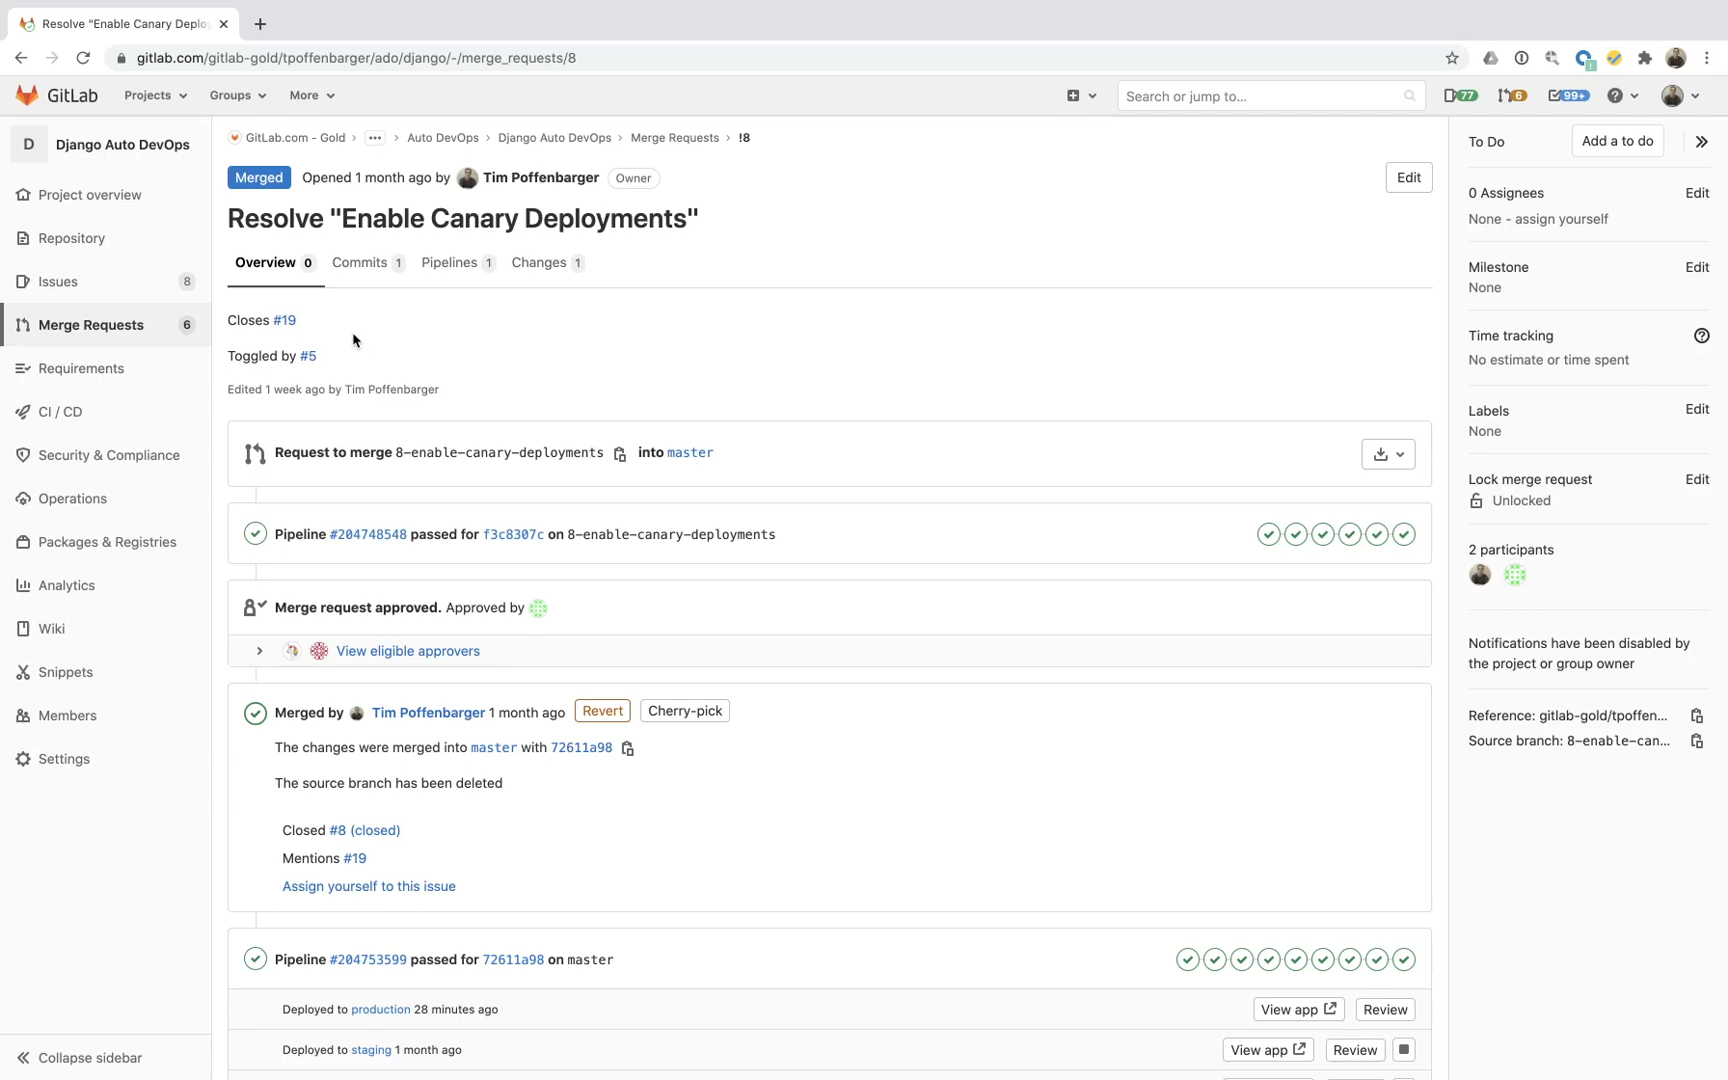 Resolve "Enable Canary Deplo
gitlab.com/gitlab-gold/tpoffenbarger/ado/django/-/merge_requests/8
GitLab Projects Groups More Search or jump to... 77 6 99+
D Django Auto DevOps
Project overview
Repository
Issues 8
Merge Requests 6
Requirements
CI / CD
Security & Compliance
Operations
Packages & Registries
Analytics
Wiki
Snippets
Members
Settings
Collapse sidebar
GitLab.com - Gold > ... > Auto DevOps > Django Auto DevOps > Merge Requests > !8
Merged Opened 1 month ago by Tim Poffenbarger Owner Edit
Resolve "Enable Canary Deployments"
Overview 0 Commits 1 Pipelines 1 Changes 1
Closes #19
Toggled by #5
Edited 1 week ago by Tim Poffenbarger
Request to merge 8-enable-canary-deployments into master
Pipeline #204748548 passed for f3c8307c on 8-enable-canary-deployments
Merge request approved. Approved by
View eligible approvers
Merged by Tim Poffenbarger 1 month ago Revert Cherry-pick
The changes were merged into master with 72611a98
The source branch has been deleted
Closed #8 (closed)
Mentions #19
Assign yourself to this issue
Pipeline #204753599 passed for 72611a98 on master
Deployed to production 28 minutes ago View app Review
Deployed to staging 1 month ago View app Review
To Do Add a to do
0 Assignees Edit
None - assign yourself
Milestone Edit
None
Time tracking
No estimate or time spent
Labels Edit
None
Lock merge request Edit
Unlocked
2 participants
Notifications have been disabled by
the project or group owner
Reference: gitlab-gold/tpoffen...
Source branch: 8-enable-can...